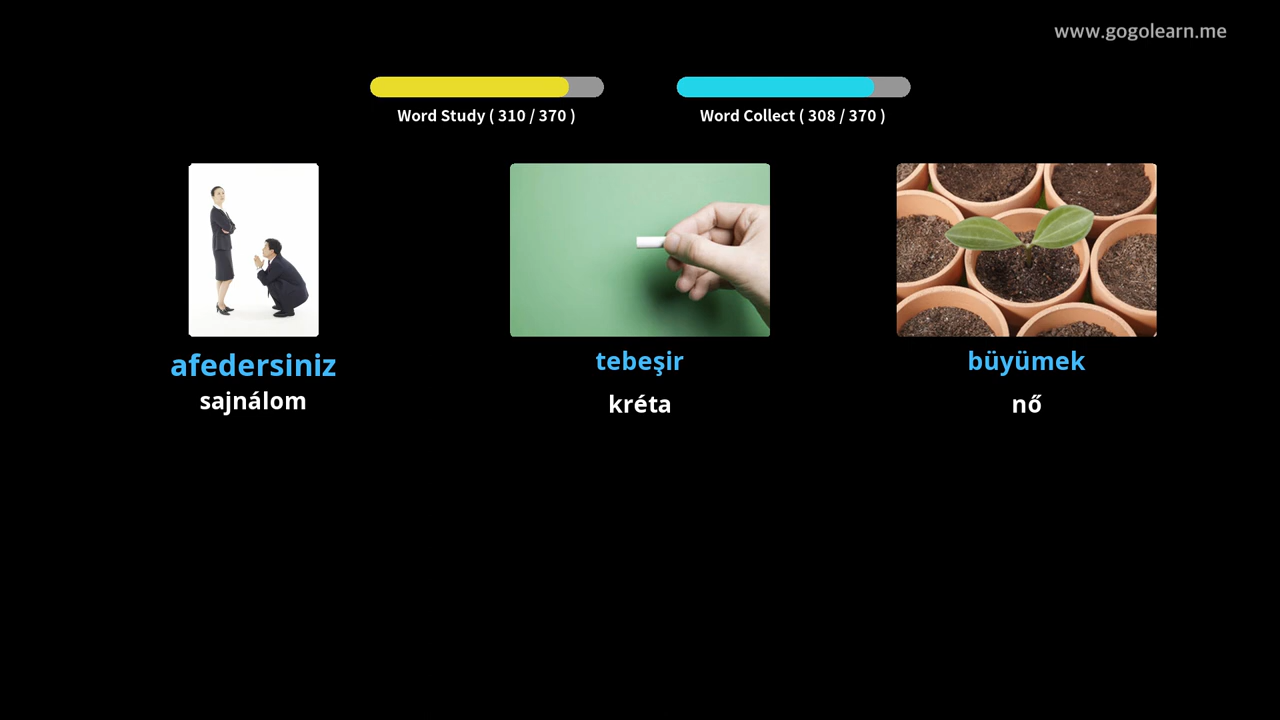 www.gogolearn.me
Word Study ( 310 / 370 )
Word Collect ( 308 / 370 )
afedersiniz
sajnálom
tebeşir
kréta
büyümek
nő